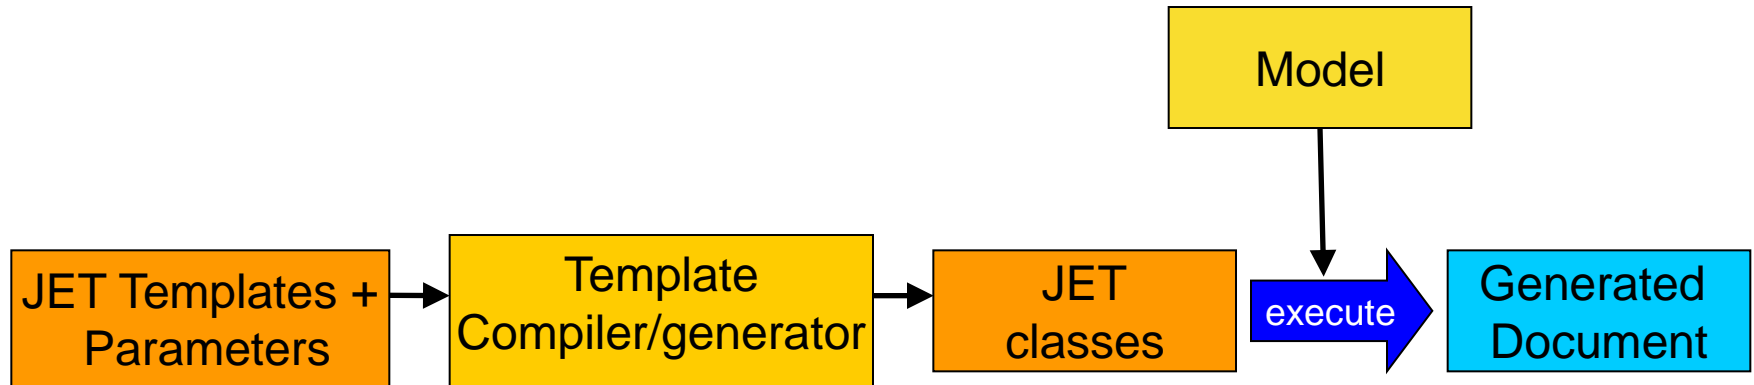 Model
JET Templates +
Parameters
Template
Compiler/generator
JET
classes
execute
Generated
Document